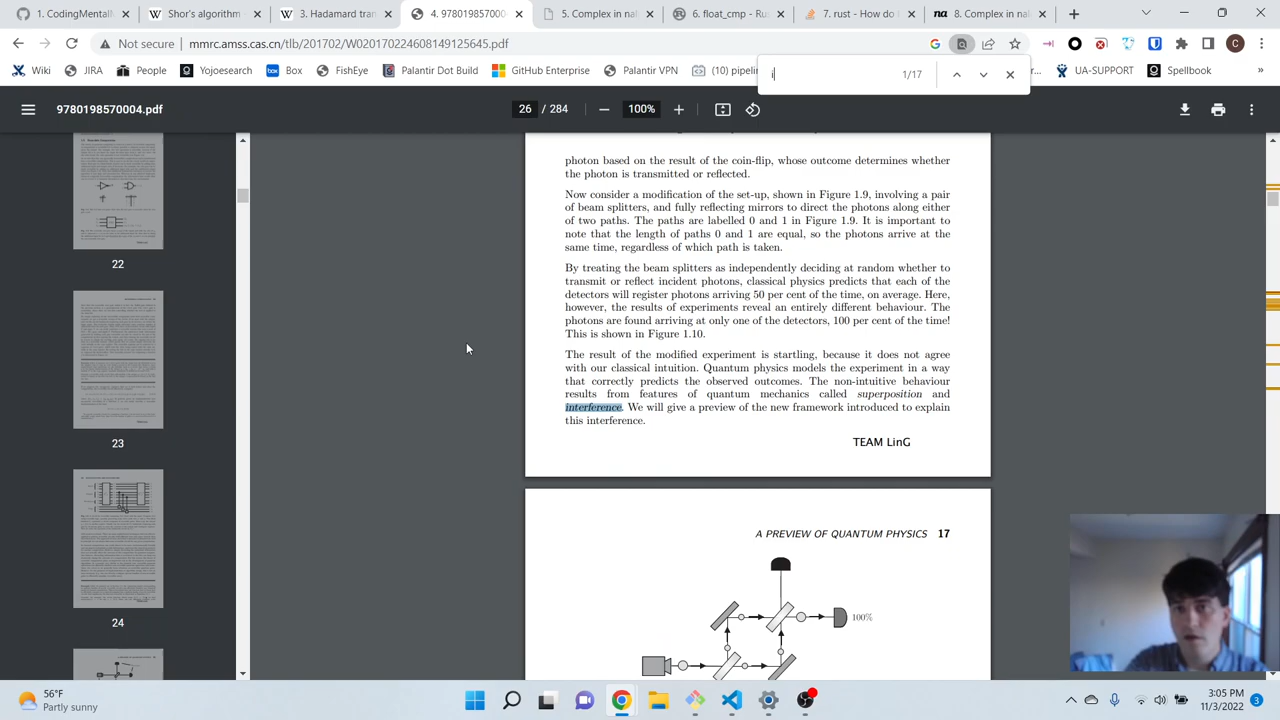 1. CodingMental
Shor's algorithm
3. Hadamard tran
4. 97801985700
5. Complex in nal
6. float_cmp - Rus
7. rust - How do I
na 8. Complex in nal
Not secure mmrc.amss.cas.cn/tlb/201702/W020170224608149125645.pdf
Wiki JIRA People Yojoesearch Box FishEye Palantir Dot Build GitHub Enterprise Palantir VPN (10) pipelin UA-SUPPORT Spellbook
i 1/17
9780198570004.pdf 26 / 284 100%
22
23
24
photon based on the result of the coin-flip, whose outcome determines whether
the photon is transmitted or reflected.
Now consider a modification of the set-up, shown in Figure 1.9, involving a pair
of beam splitters, and fully reflecting mirrors to direct the photons along either
of two paths. The paths are labelled 0 and 1 in Figure 1.9. It is important to
note that the length of paths 0 and 1 are equal, so the photons arrive at the
same time, regardless of which path is taken.
By treating the beam splitters as independently deciding at random whether to
transmit or reflect incident photons, classical physics predicts that each of the
detectors will register photons arriving 50 per cent of the time, on average. Here,
however, the results of experiments reveal an entirely different behaviour. The
photons are found arriving at only one of the detectors, 100 per cent of the time!
This is shown in Figure 1.10.
The result of the modified experiment is startling, because it does not agree
with our classical intuition. Quantum physics models the experiment in a way
that correctly predicts the observed outcomes. The non-intuitive behaviour
results from features of quantum mechanics called superposition and
interference. We will give a preview of the new framework introduced to explain
this interference.
TEAM LinG
A PREVIEW OF QUANTUM PHYSICS 17
100%
56°F
Partly sunny
3:05 PM
11/3/2022
3